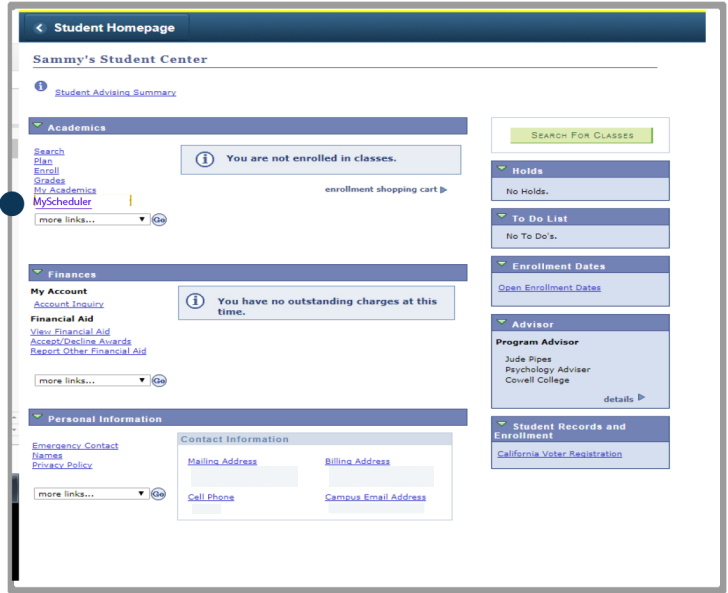 Student Homepage
Sammy's Student Center
Student Advising Summary
Academics
Search
Plan
Enroll
Grades
My Academics
MyScheduler
more links...
Go
You are not enrolled in classes.
enrollment shopping cart
Finances
My Account
Account Inquiry
Financial Aid
View Financial Aid
Accept/Decline Awards
Report Other Financial Aid
more links...
Go
You have no outstanding charges at this
time.
Personal Information
Emergency Contact
Names
Privacy Policy
more links...
Go
Contact Information
Mailing Address
Billing Address
Cell Phone
Campus Email Address
SEARCH FOR CLASSES
Holds
No Holds.
To Do List
No To Do's.
Enrollment Dates
Open Enrollment Dates
Advisor
Program Advisor
Jude Pipes
Psychology Adviser
Cowell College
details
Student Records and
Enrollment
California Voter Registration